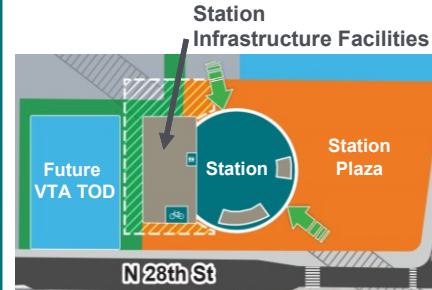 Station
Infrastructure Facilities
Future
VTA TOD
Station
Station
Plaza
N 28th St